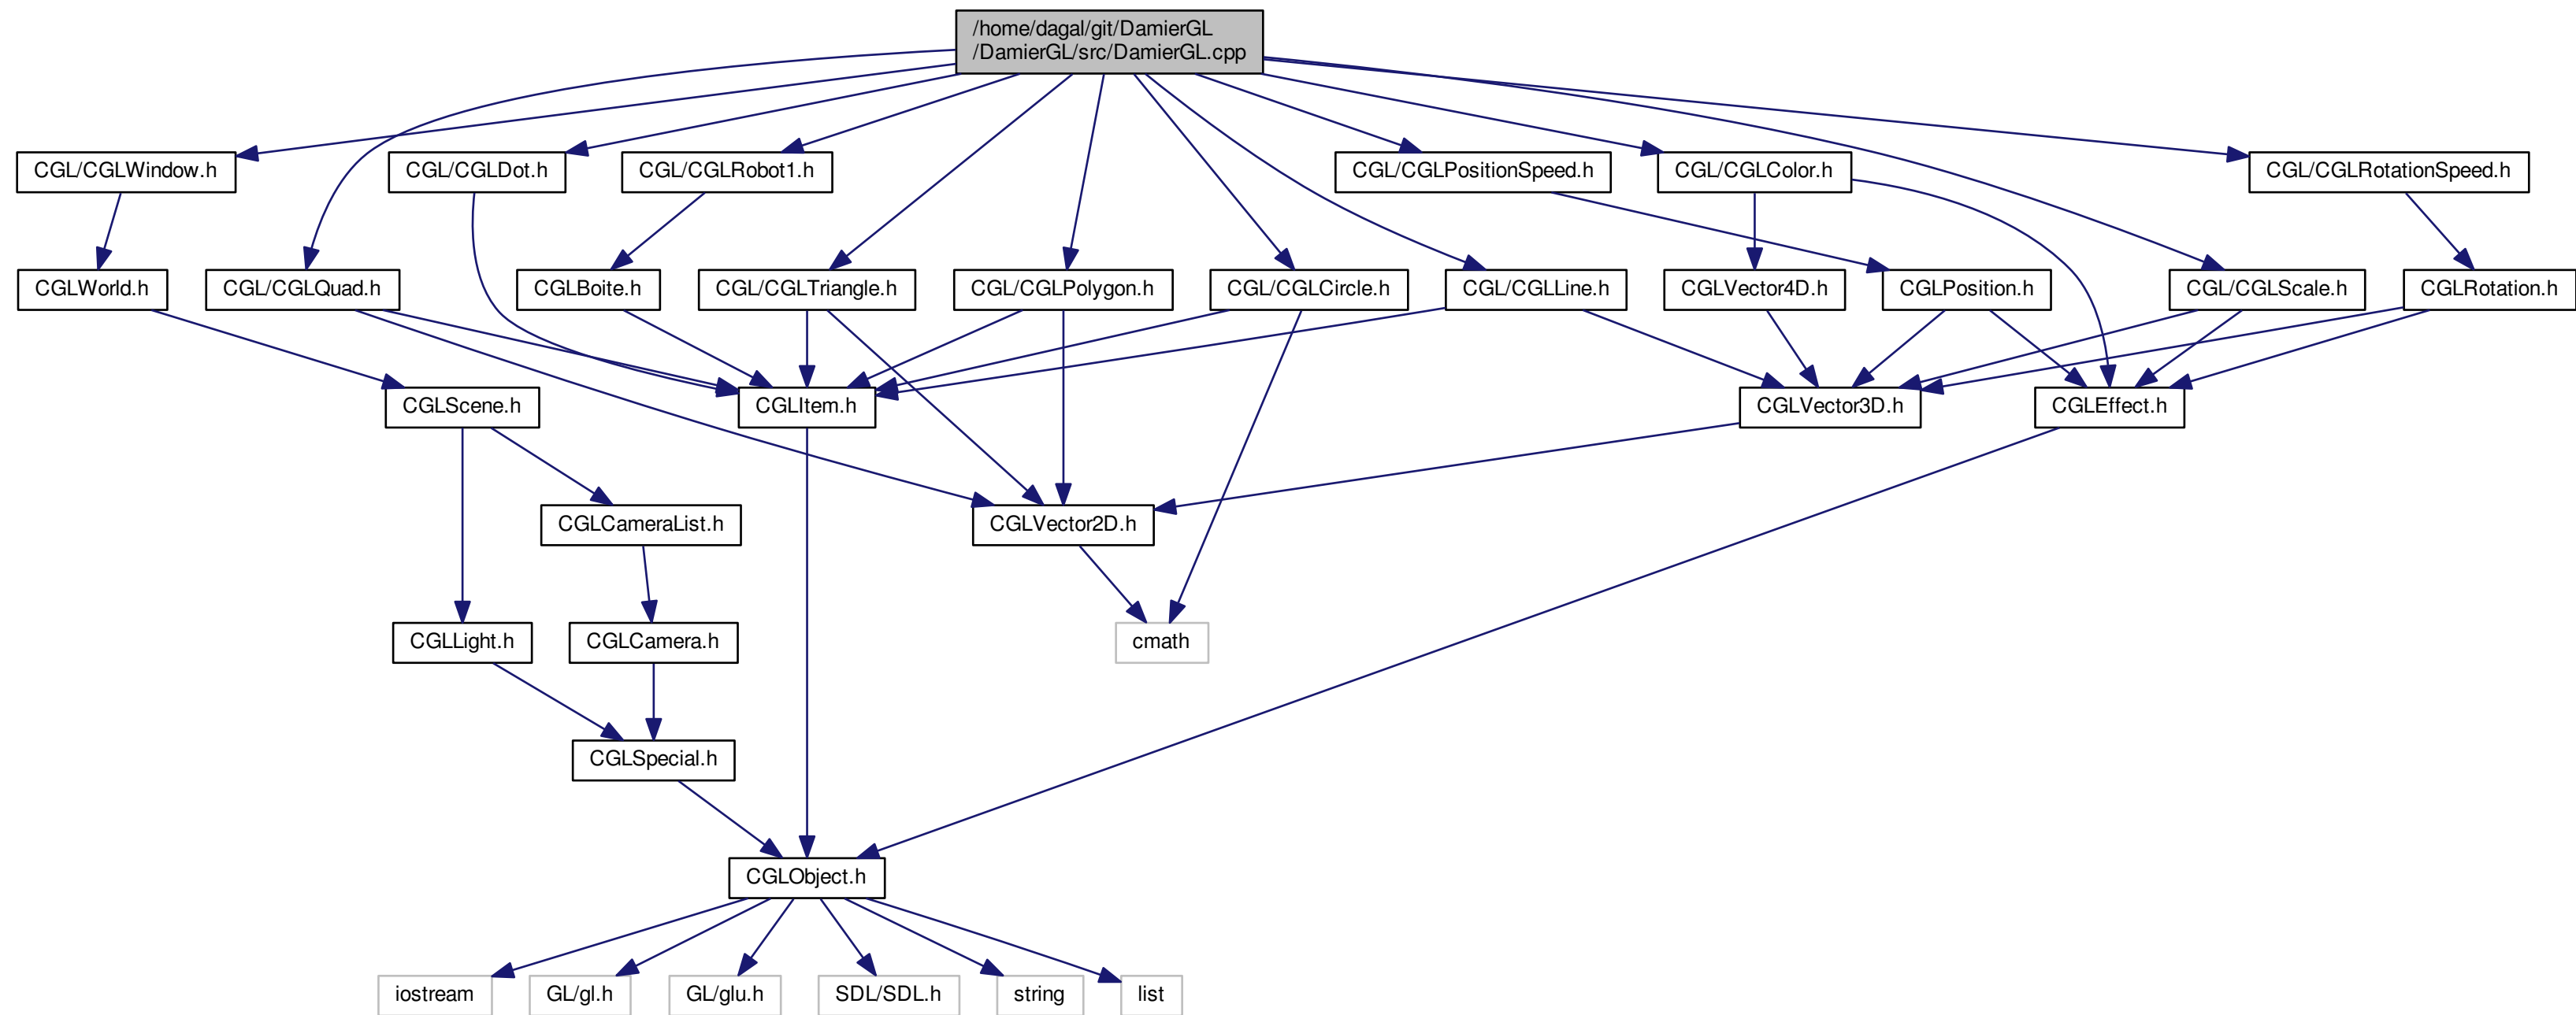 /home/dagal/git/DamierGL
/DamierGL/src/DamierGL.cpp
CGL/CGLWindow.h
CGL/CGLDot.h
CGL/CGLRobot1.h
CGL/CGLPositionSpeed.h
CGL/CGLColor.h
CGL/CGLRotationSpeed.h
CGLWorld.h
CGL/CGLQuad.h
CGLBoite.h
CGL/CGLTriangle.h
CGL/CGLPolygon.h
CGL/CGLCircle.h
CGL/CGLLine.h
CGLVector4D.h
CGLPosition.h
CGL/CGLScale.h
CGLRotation.h
CGLScene.h
CGLItem.h
CGLVector3D.h
CGLEffect.h
CGLCameraList.h
CGLVector2D.h
CGLLight.h
CGLCamera.h
cmath
CGLSpecial.h
CGLObject.h
iostream
GL/gl.h
GL/glu.h
SDL/SDL.h
string
list